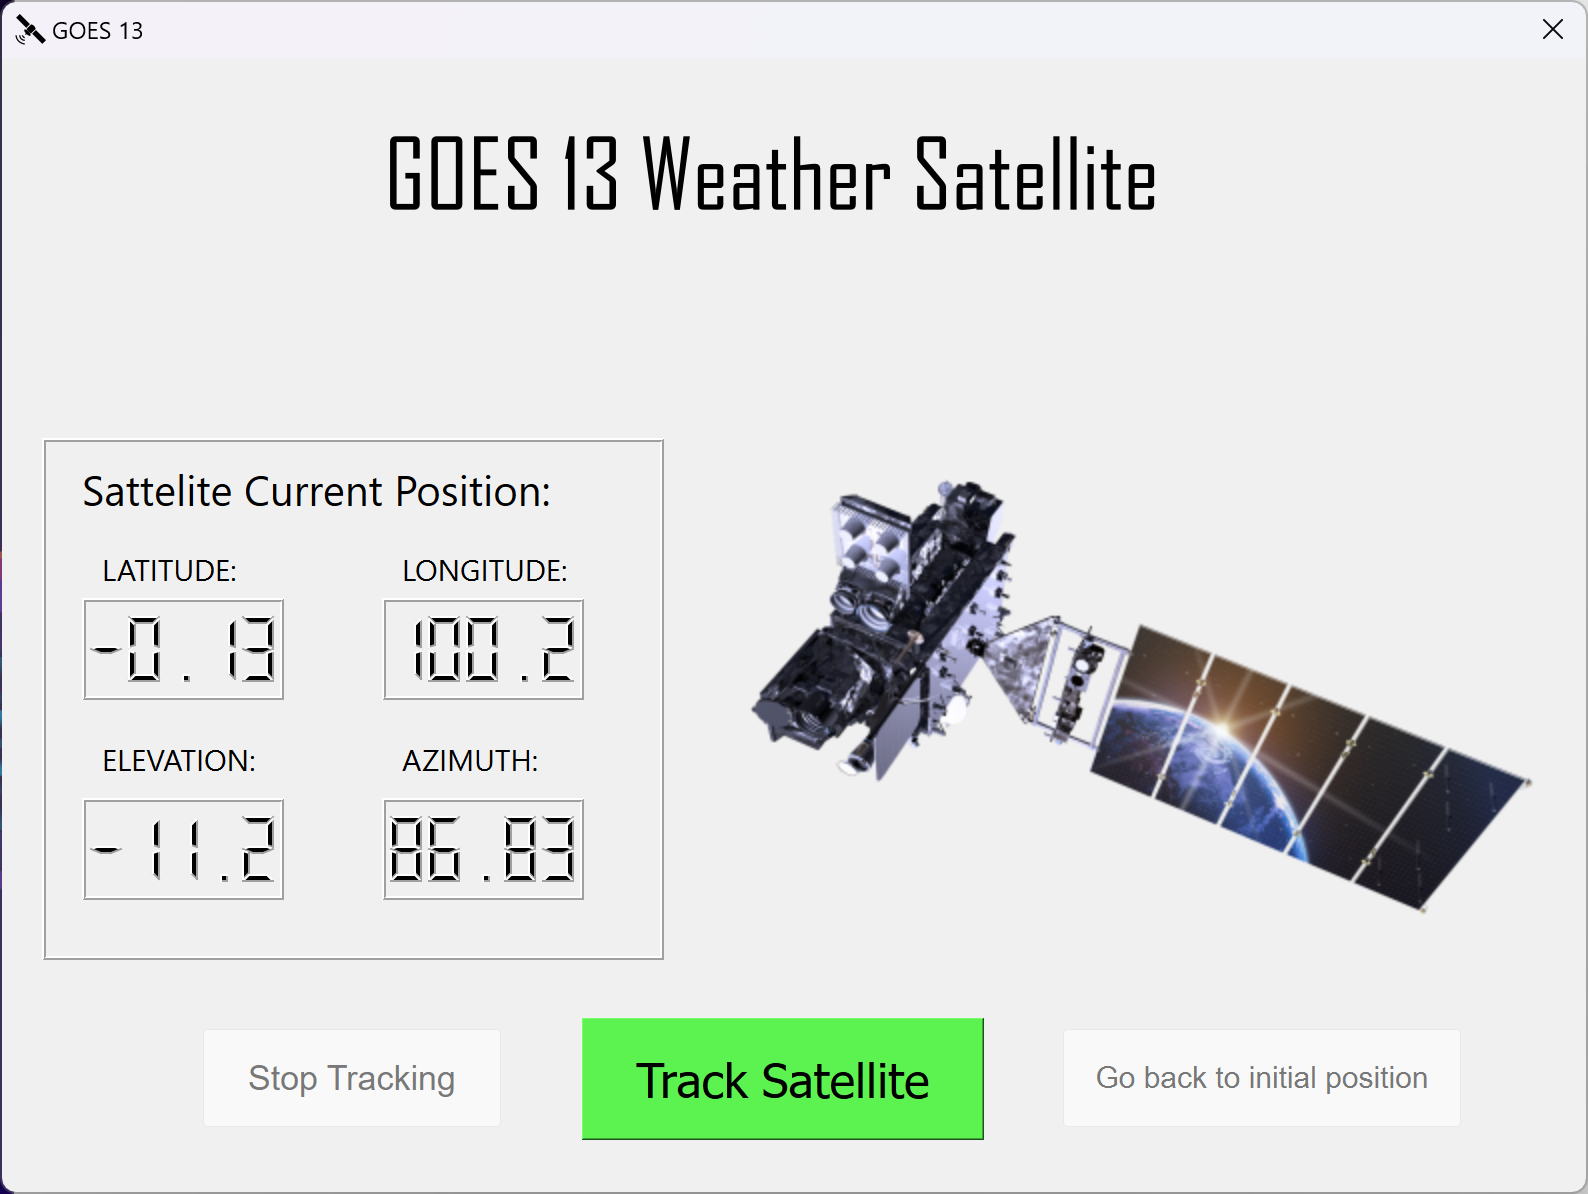 GOES 13
GOES 13 Weather Satellite
Sattelite Current Position:
LATITUDE:
LONGITUDE:
-0.13
100.2
ELEVATION:
AZIMUTH:
-11.2
86.83
Stop Tracking
Track Satellite
Go back to initial position